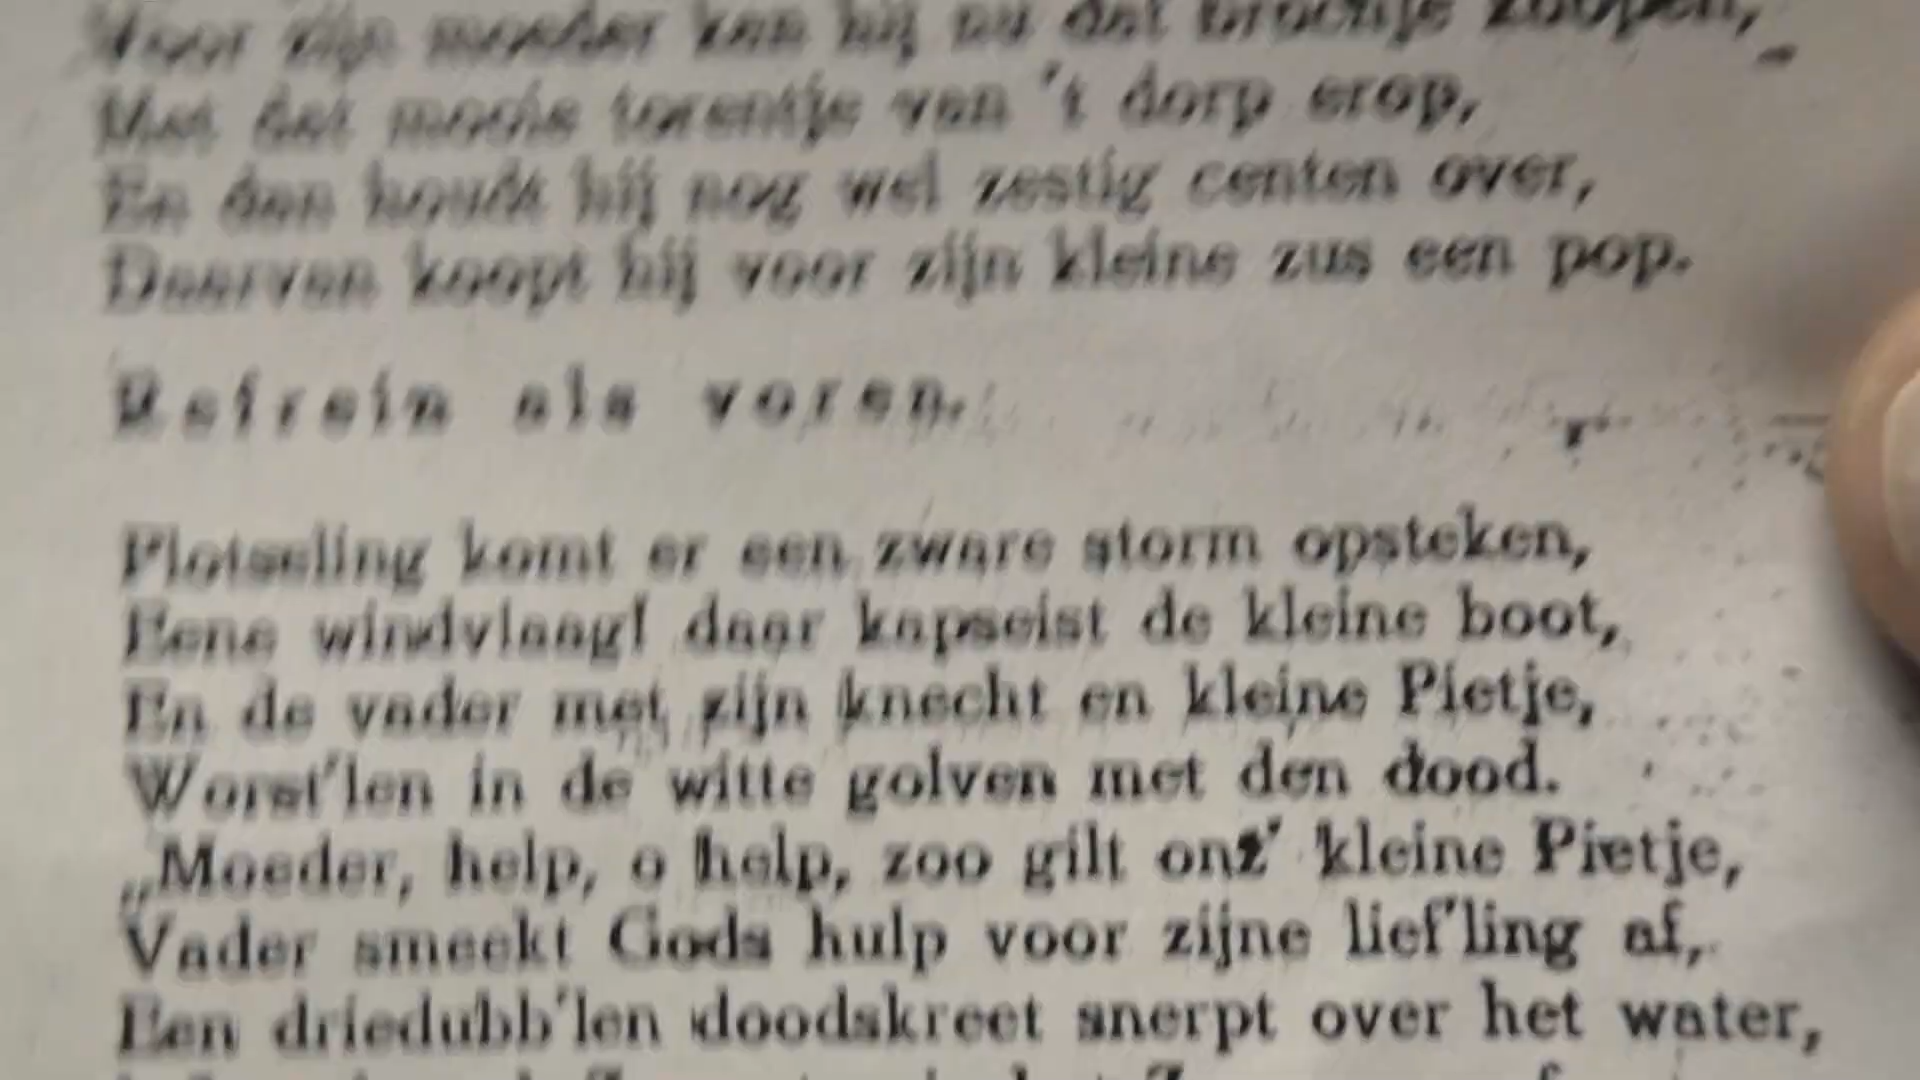 Voor zijn moeder kan hij nu dat brochje koopen,
Met dat mooie torentje van 't dorp erop,
En dan houdt hij nog wel zestig centen over,
Daarvan koopt hij voor zijn kleine zus een pop.
Refrein als voren.
Plotseling komt er een zware storm opsteken,
Eene windvlaag! daar kapseist de kleine boot,
En de vader met zijn knecht en kleine Pietje,
Worst'len in de witte golven met den dood.
„Moeder, help, o help, zoo gilt onz' kleine Pietje,
Vader smeekt Gods hulp voor zijne lief'ling af,
Een driedubb'len doodskreet snerpt over het water,